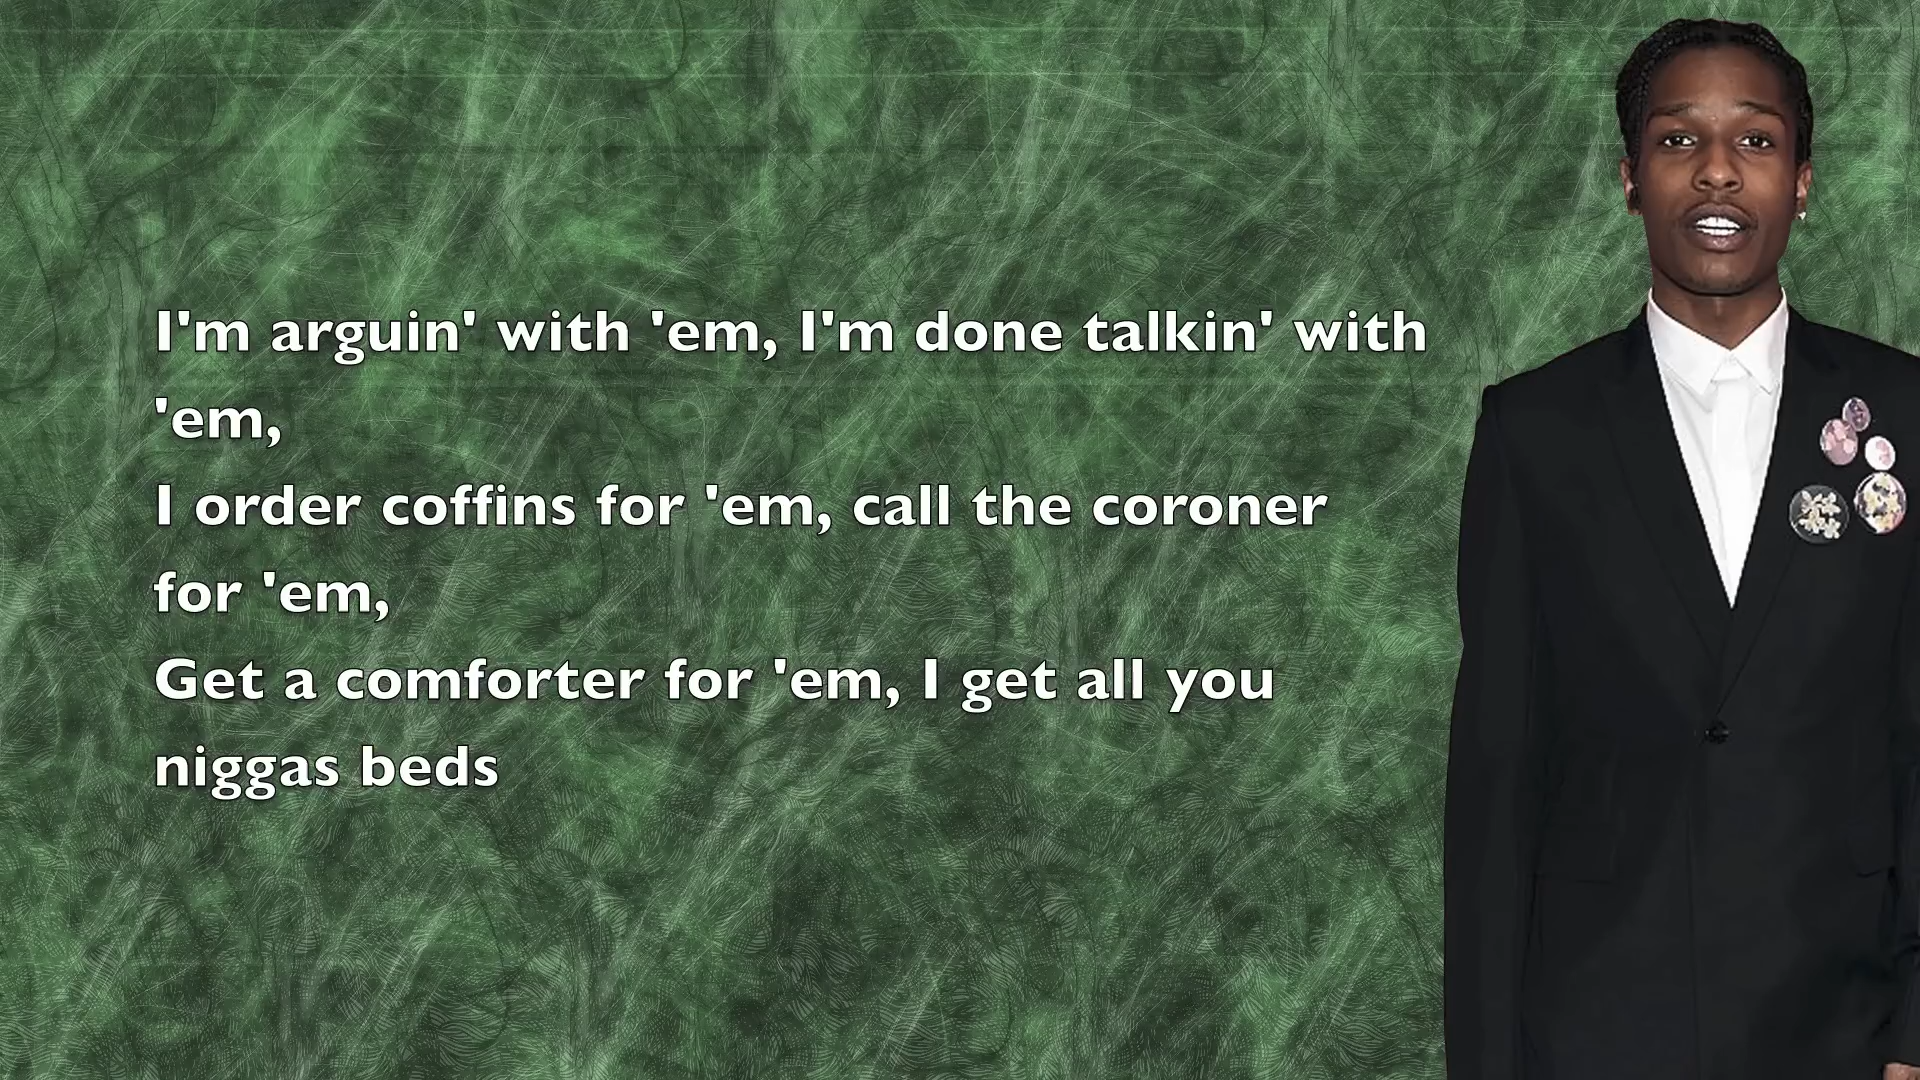 I'm arguin' with 'em, I'm done talkin' with
'em,
I order coffins for 'em, call the coroner
for 'em,
Get a comforter for 'em, I get all you
niggas beds